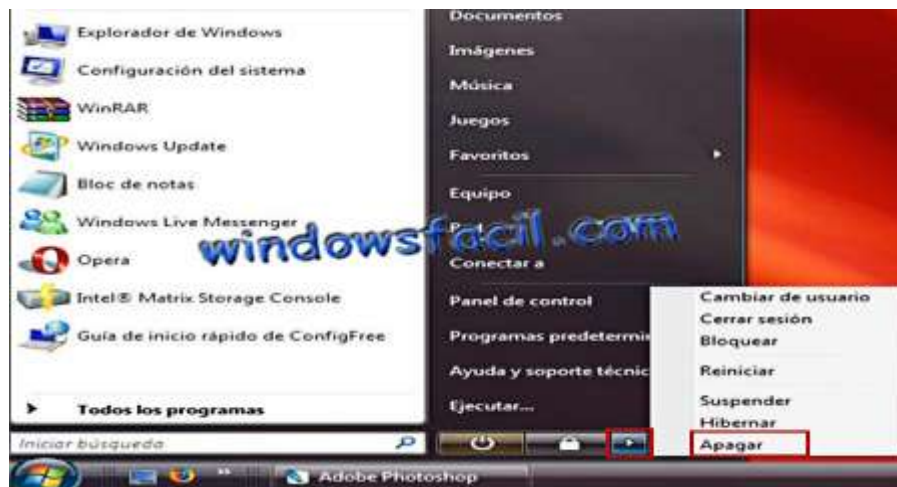 Explorador de Windows
Configuración del sistema
WinRAR
Windows Update
Bloc de notas
Windows Live Messenger
Opera
Intel® Matrix Storage Console
Guía de inicio rápido de ConfigFree
Todos los programas
Iniciar búsqueda
Documentos
Imágenes
Música
Juegos
Favoritos
Equipo
Conectar a
Panel de control
Programas predetermi
Ayuda y soporte técnic
Ejecutar...
windowsfacil.com
Cambiar de usuario
Cerrar sesión
Bloquear
Reiniciar
Suspender
Hibernar
Apagar
Adobe Photoshop